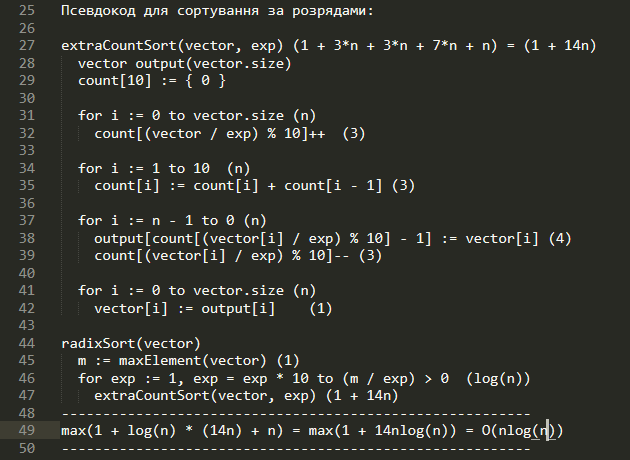 25 Псевдокод для сортування за розрядами:
26
27 extraCountSort(vector, exp) (1 + 3*n + 3*n + 7*n + n) = (1 + 14n)
28 vector output(vector.size)
29 count[10] := { 0 }
30
31 for i := 0 to vector.size (n)
32 count[(vector / exp) % 10]++ (3)
33
34 for i := 1 to 10 (n)
35 count[i] := count[i] + count[i - 1] (3)
36
37 for i := n - 1 to 0 (n)
38 output[count[(vector[i] / exp) % 10] - 1] := vector[i] (4)
39 count[(vector[i] / exp) % 10]-- (3)
40
41 for i := 0 to vector.size (n)
42 vector[i] := output[i] (1)
43
44 radixSort(vector)
45 m := maxElement(vector) (1)
46 for exp := 1, exp = exp * 10 to (m / exp) > 0 (log(n))
47 extraCountSort(vector, exp) (1 + 14n)
48 ---------------------------------------------------------
49 max(1 + log(n) * (14n) + n) = max(1 + 14nlog(n)) = O(nlog(n))
50 ---------------------------------------------------------